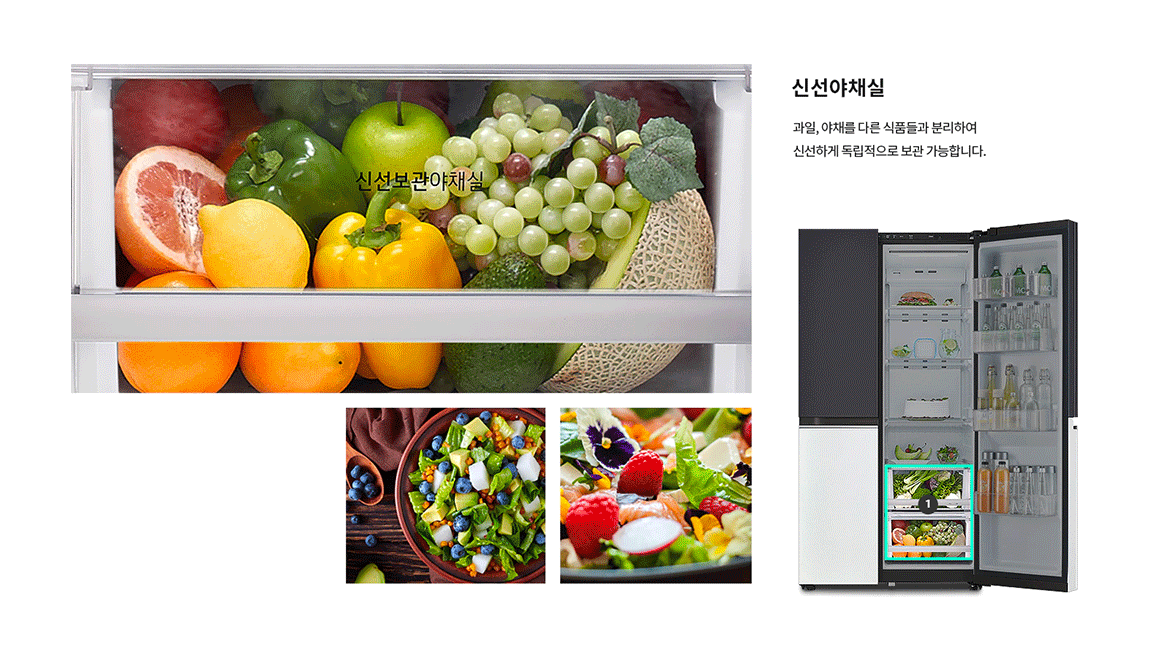 신선야채실
과일, 야채를 다른 식품들과 분리하여
신선하게 독립적으로 보관 가능합니다.
신선보관야채실
1